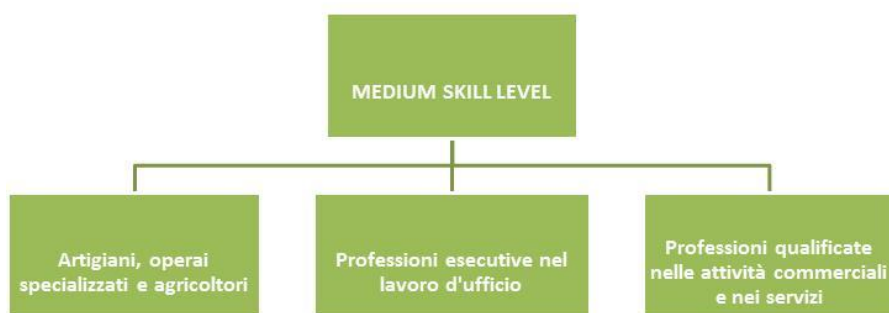 MEDIUM SKILL LEVEL
Artigiani, operai
specializzati e agricoltori
Professioni esecutive nel
lavoro d'ufficio
Professioni qualificate
nelle attività commerciali
e nei servizi